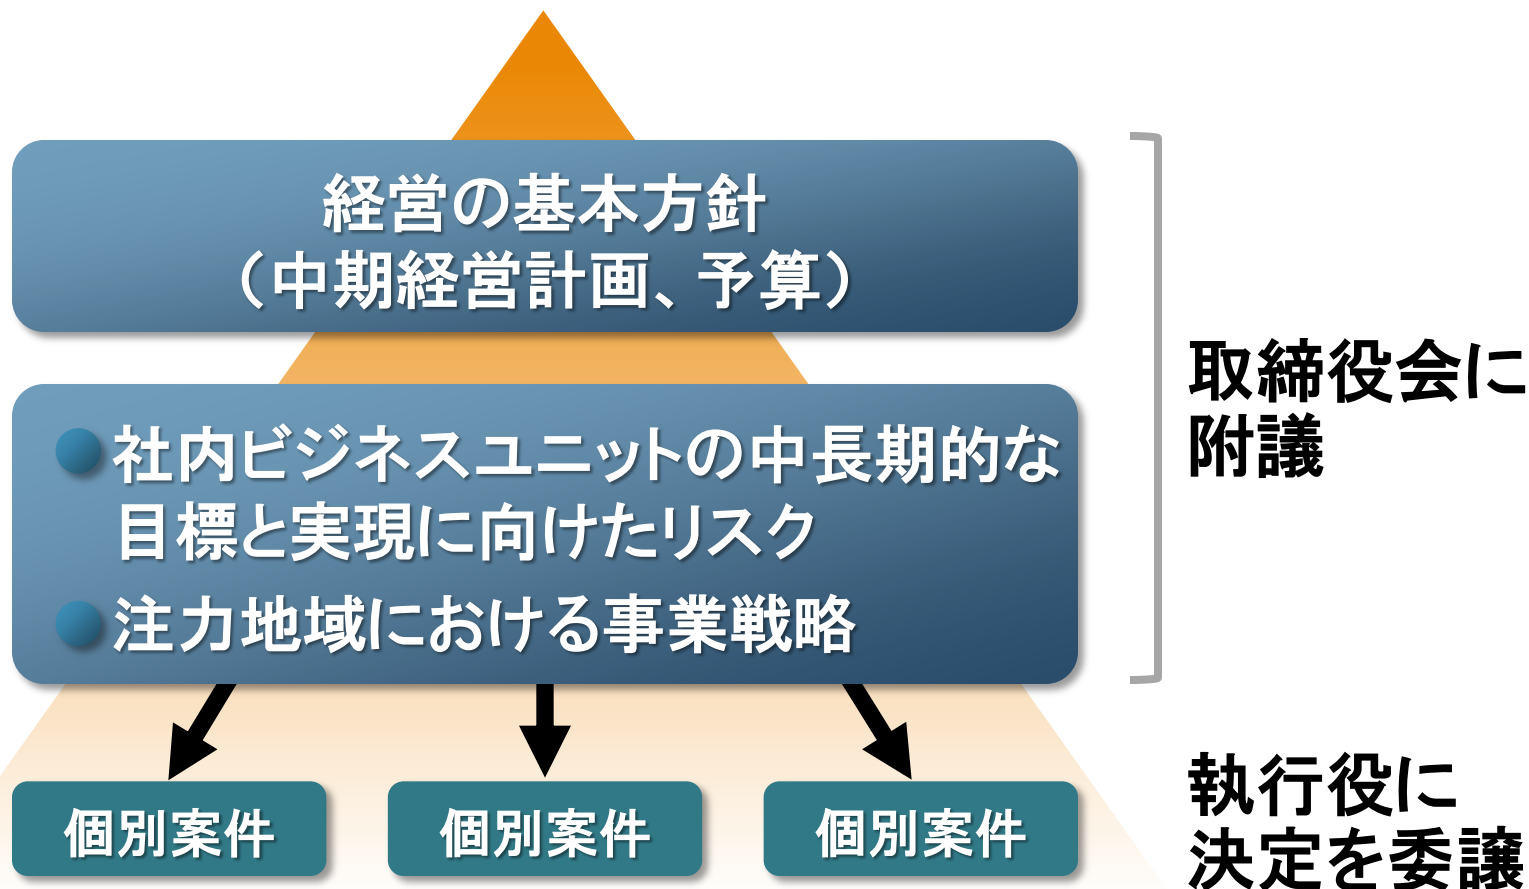 経営の基本方針
（中期経営計画、予算）
社内ビジネスユニットの中長期的な
目標と実現に向けたリスク
注力地域における事業戦略
取締役会に
附議
個別案件
個別案件
個別案件
執行役に
決定を委譲